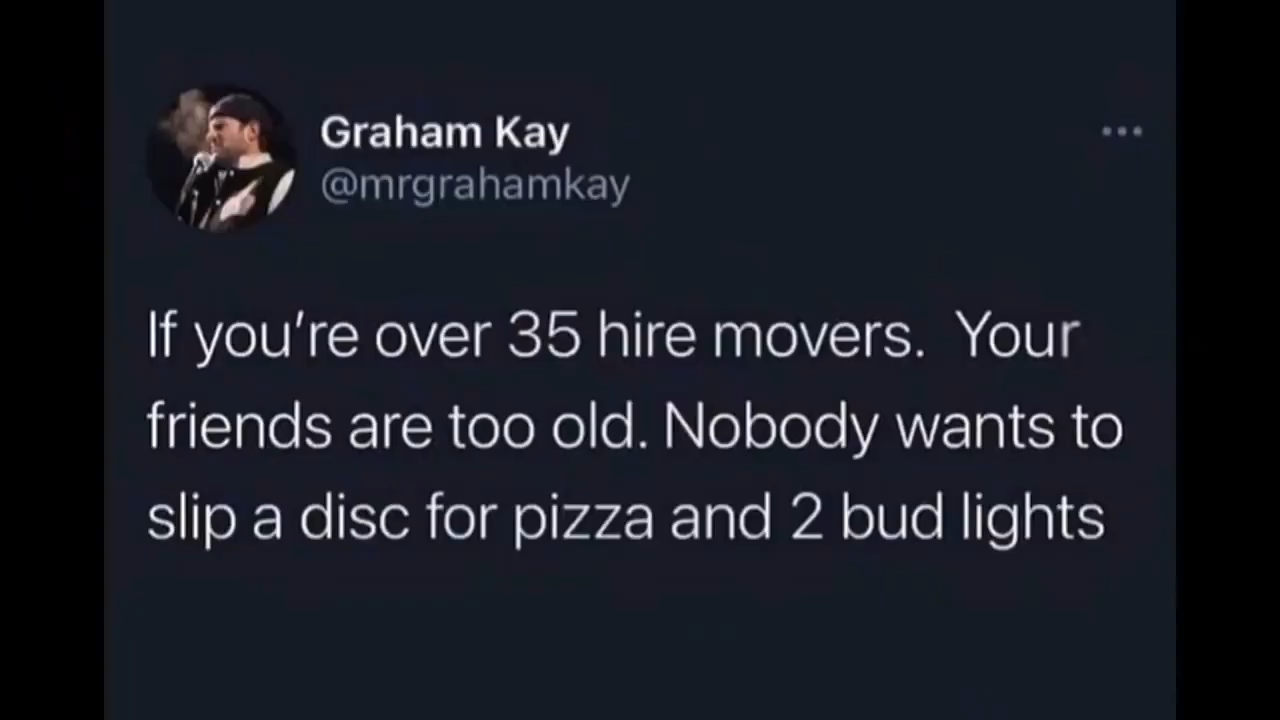 Graham Kay
@mrgrahamkay
If you're over 35 hire movers.  Your
friends are too old. Nobody wants to
slip a disc for pizza and 2 bud lights